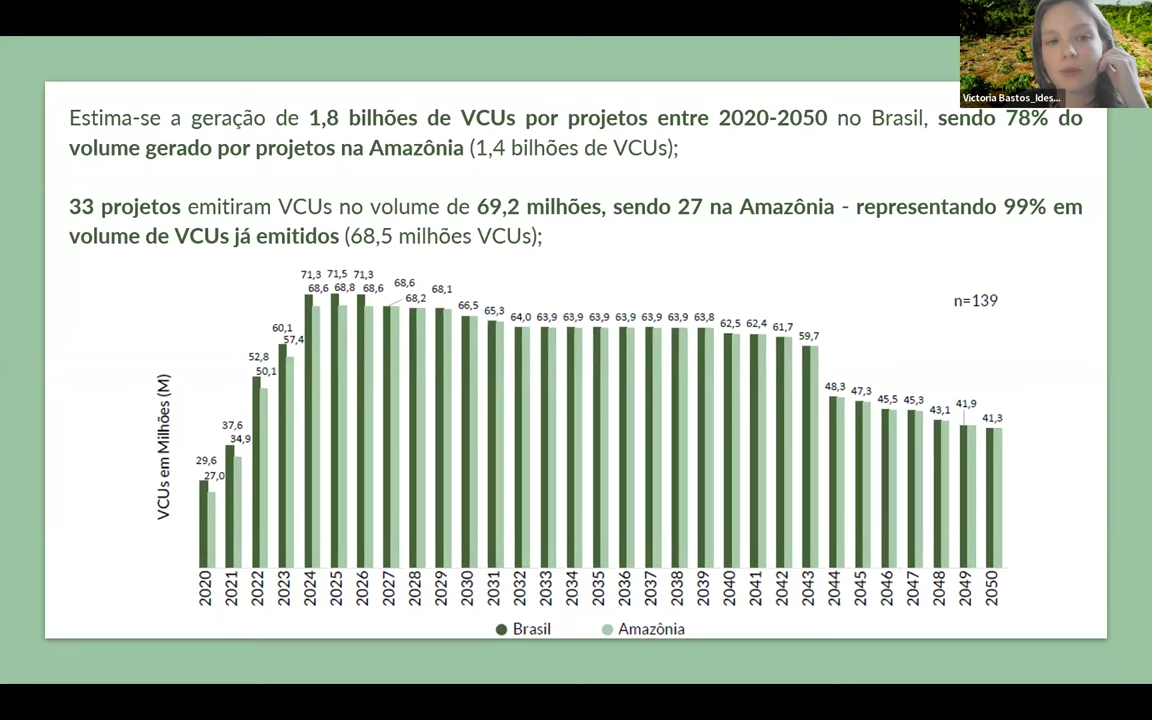 Victoria Bastos_Ides...
Estima-se a geração de 1,8 bilhões de VCUs por projetos entre 2020-2050 no Brasil, sendo 78% do
volume gerado por projetos na Amazônia (1,4 bilhões de VCUs);
33 projetos emitiram VCUs no volume de 69,2 milhões, sendo 27 na Amazônia - representando 99% em
volume de VCUs já emitidos (68,5 milhões VCUs);
71,3 71,5 71,3
68,6 68,8 68,6 68,6 68,2 68,1
66,5 65,3 64,0 63,9 63,9 63,9 63,9 63,9 63,9 63,8 62,5 62,4 61,7 59,7
n=139
60,1
57,4
52,8
50,1
48,3 47,3 45,5 45,3 43,1 41,9 41,3
37,6
34,9
29,6
27,0
VCUs em Milhões (M)
2020 2021 2022 2023 2024 2025 2026 2027 2028 2029 2030 2031 2032 2033 2034 2035 2036 2037 2038 2039 2040 2041 2042 2043 2044 2045 2046 2047 2048 2049 2050
Brasil Amazônia